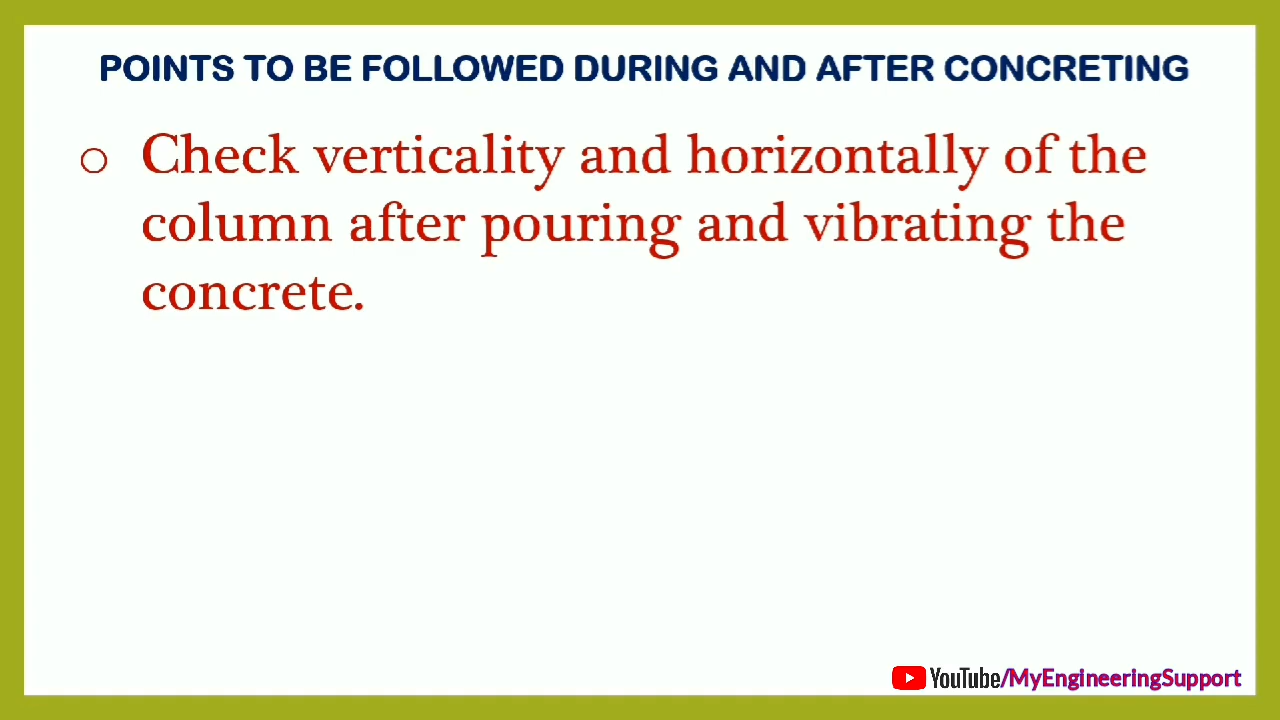 POINTS TO BE FOLLOWED DURING AND AFTER CONCRETING
o Check verticality and horizontally of the
column after pouring and vibrating the
concrete.
YouTube/MyEngineeringSupport